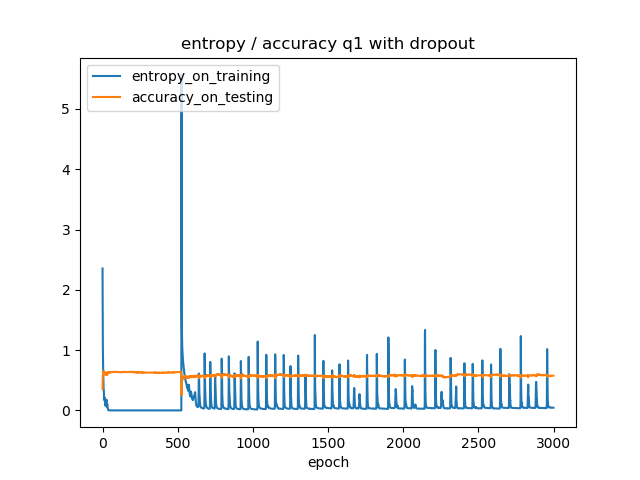 entropy / accuracy q1 with dropout
entropy_on_training
accuracy_on_testing
5
4
3
2
1
0
0 500 1000 1500 2000 2500 3000
epoch